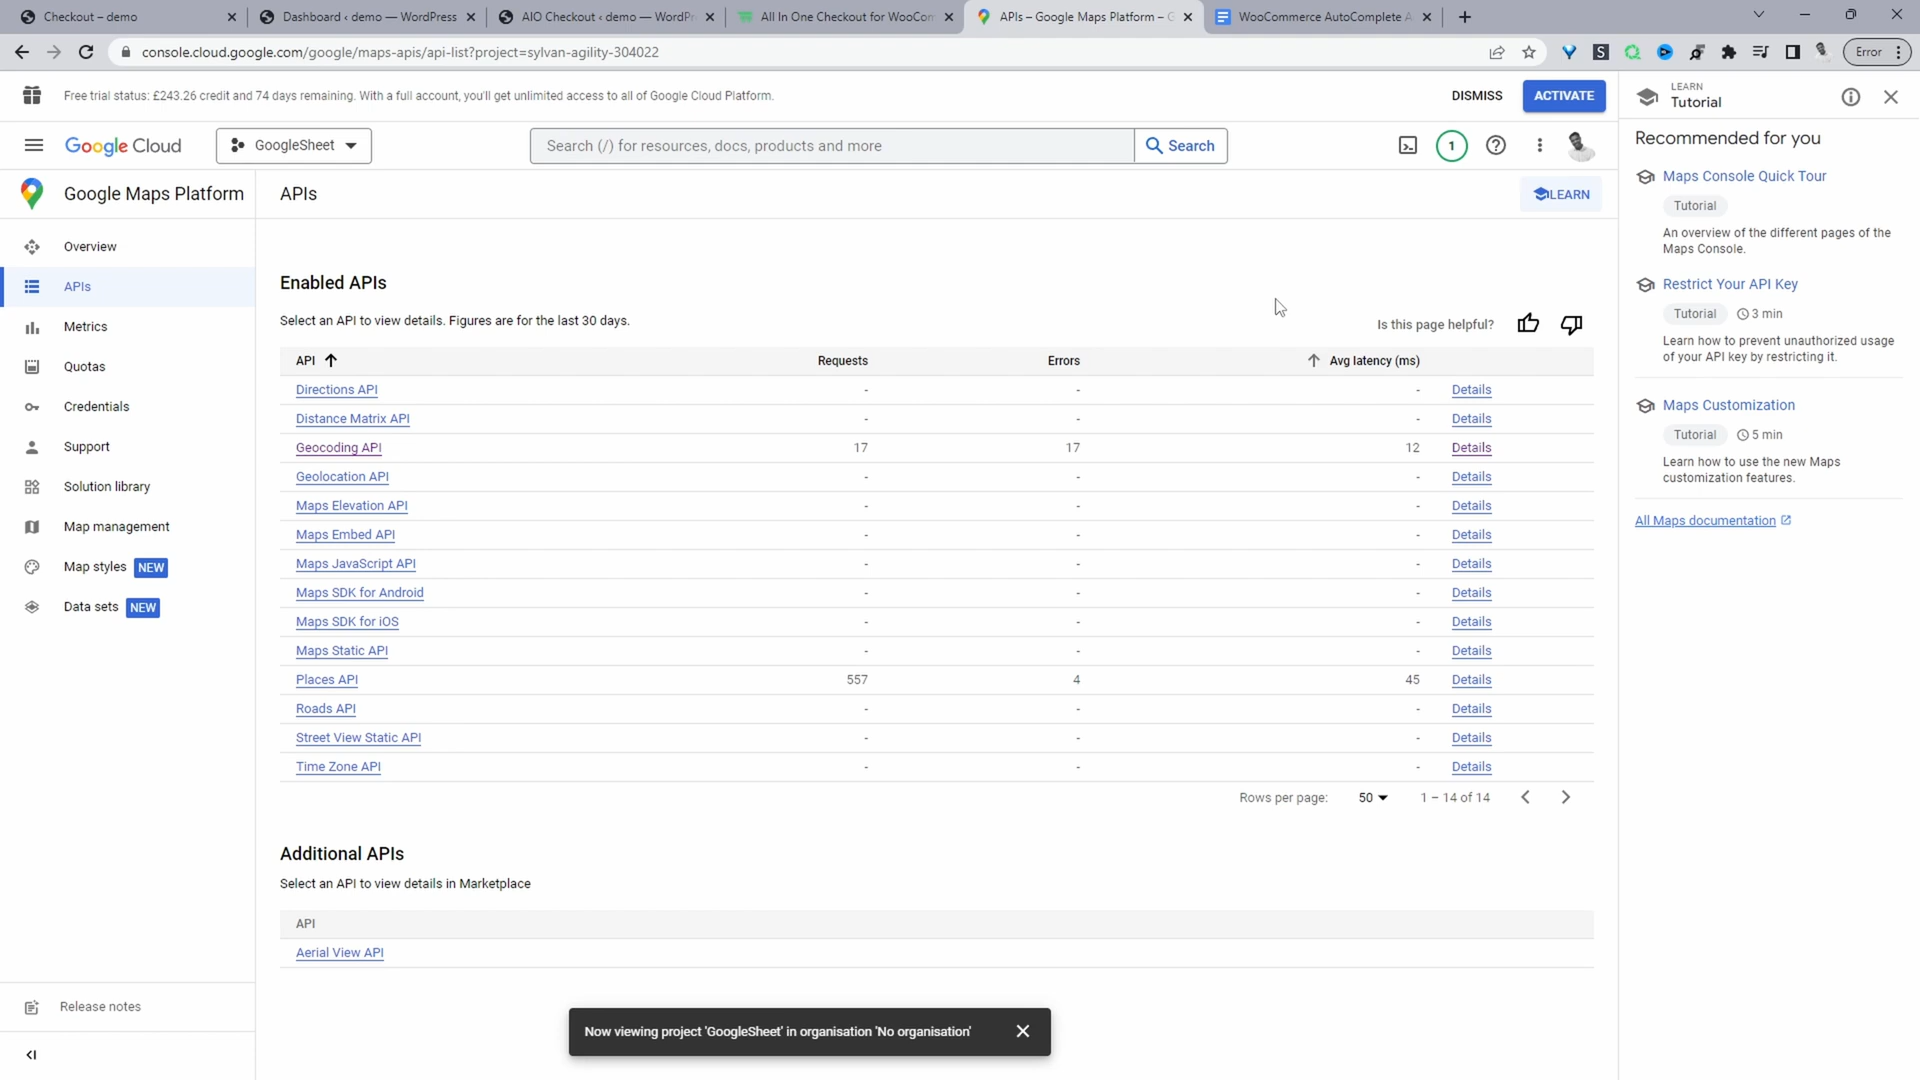 Checkout – demo
Dashboard ‹ demo — WordPress
AIO Checkout ‹ demo — WordPr
All In One Checkout for WooCom
APIs – Google Maps Platform – G
WooCommerce AutoComplete A
console.cloud.google.com/google/maps-apis/api-list?project=sylvan-agility-304022
Error
Free trial status: £243.26 credit and 74 days remaining. With a full account, you'll get unlimited access to all of Google Cloud Platform.
DISMISS
ACTIVATE
Google Cloud
GoogleSheet
Search (/) for resources, docs, products and more
Search
1
Google Maps Platform
Overview
APIs
Metrics
Quotas
Credentials
Support
Solution library
Map management
Map styles NEW
Data sets NEW
Release notes
APIs
LEARN
Enabled APIs
Select an API to view details. Figures are for the last 30 days.
Is this page helpful?
API Requests Errors Avg latency (ms)
Directions API - - - Details
Distance Matrix API - - - Details
Geocoding API 17 17 12 Details
Geolocation API - - - Details
Maps Elevation API - - - Details
Maps Embed API - - - Details
Maps JavaScript API - - - Details
Maps SDK for Android - - - Details
Maps SDK for iOS - - - Details
Maps Static API - - - Details
Places API 557 4 45 Details
Roads API - - - Details
Street View Static API - - - Details
Time Zone API - - - Details
Rows per page: 50 1 – 14 of 14
Additional APIs
Select an API to view details in Marketplace
API
Aerial View API
Now viewing project 'GoogleSheet' in organisation 'No organisation'
LEARN
Tutorial
Recommended for you
Maps Console Quick Tour
Tutorial
An overview of the different pages of the
Maps Console.
Restrict Your API Key
Tutorial 3 min
Learn how to prevent unauthorized usage
of your API key by restricting it.
Maps Customization
Tutorial 5 min
Learn how to use the new Maps
customization features.
All Maps documentation